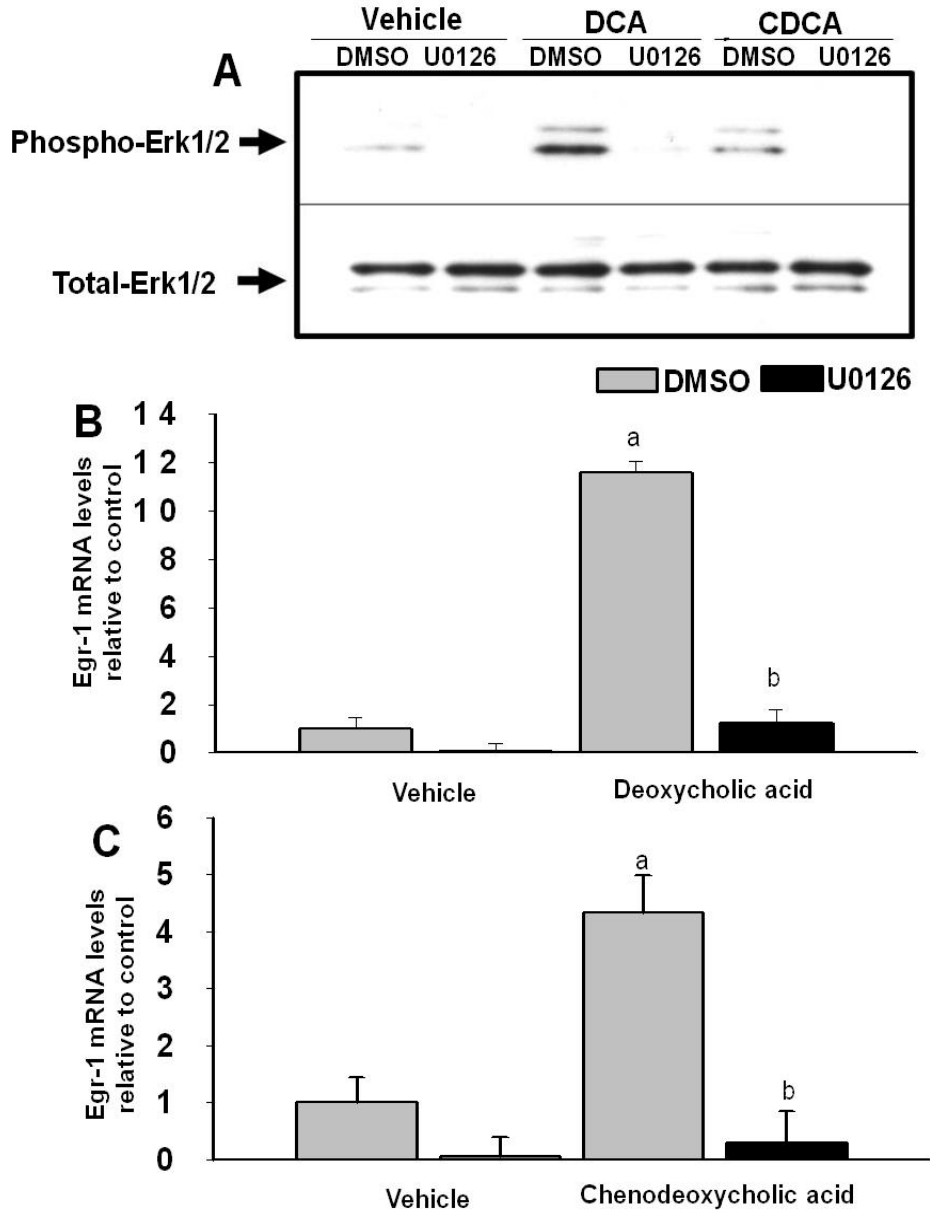 Vehicle DCA CDCA
DMSO U0126 DMSO U0126 DMSO U0126
A
Phospho-Erk1/2
Total-Erk1/2
DMSO U0126
B
Egr-1 mRNA levels
relative to control
14
12
10
8
6
4
2
0
a
b
Vehicle Deoxycholic acid
C
Egr-1 mRNA levels
relative to control
6
5
4
3
2
1
0
a
b
Vehicle Chenodeoxycholic acid